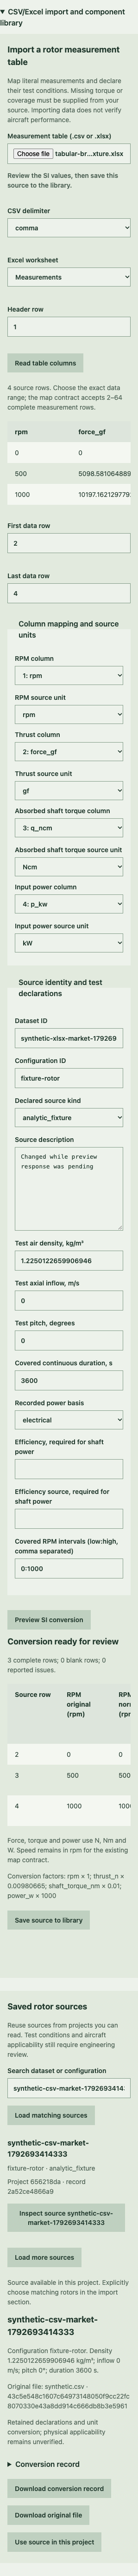 ▼ CSV/Excel import and component
library
Import a rotor measurement
table
Map literal measurements and declare
their test conditions. Missing torque or
coverage must be supplied from your
source. Importing data does not verify
aircraft performance.
Measurement table (.csv or .xlsx)
Choose file tabular-br...xture.xlsx
Review the SI values, then save this
source to the library.
CSV delimiter
comma
Excel worksheet
Measurements
Header row
1
Read table columns
4 source rows. Choose the exact data
range; the map contract accepts 2–64
complete measurement rows.
rpm force_gf
0 0
500 5098.581064889
1000 10197.1621297792
First data row
2
Last data row
4
Column mapping and source
units
RPM column
1: rpm
RPM source unit
rpm
Thrust column
2: force_gf
Thrust source unit
gf
Absorbed shaft torque column
3: q_ncm
Absorbed shaft torque source unit
Ncm
Input power column
4: p_kw
Input power source unit
kW
Source identity and test
declarations
Dataset ID
synthetic-xlsx-market-179269
Configuration ID
fixture-rotor
Declared source kind
analytic_fixture
Source description
Changed while preview
response was pending
Test air density, kg/m³
1.2250122659906946
Test axial inflow, m/s
0
Test pitch, degrees
0
Covered continuous duration, s
3600
Recorded power basis
electrical
Efficiency, required for shaft
power
Efficiency source, required for
shaft power
Covered RPM intervals (low:high,
comma separated)
0:1000
Preview SI conversion
Conversion ready for review
3 complete rows; 0 blank rows; 0
reported issues.
Source row RPM
original
(rpm)
2 0 0
3 500 500
4 1000
Force, torque and power use N, Nm and
W. Speed remains in rpm for the existing
map contract.
Conversion factors: rpm × 1; thrust_n ×
0.00980665; shaft_torque_nm × 0.01;
power_w × 1000
Save source to library
Saved rotor sources
Reuse sources from projects you can
read. Test conditions and aircraft
applicability still require engineering
review.
Search dataset or configuration
synthetic-csv-market-1792693414
Load matching sources
synthetic-csv-market-
1792693414333
fixture-rotor · analytic_fixture
Project 656218da · record
2a52ce4866a9
Inspect source synthetic-csv-
market-1792693414333
Load more sources
Source available in this project. Explicitly
choose matching rotors in the import
section.
synthetic-csv-market-
1792693414333
Configuration fixture-rotor. Density
1.2250122659906946 kg/m³; inflow 0
m/s; pitch 0°; duration 3600 s.
Original file: synthetic.csv ·
43c5e548c1607c64973148050f9cc22fc
8070330e43a8dd914c666db8b3e5961
Retained declarations and unit
conversion; physical applicability
remains unverified.
▶ Conversion record
Download conversion record
Download original file
Use source in this project